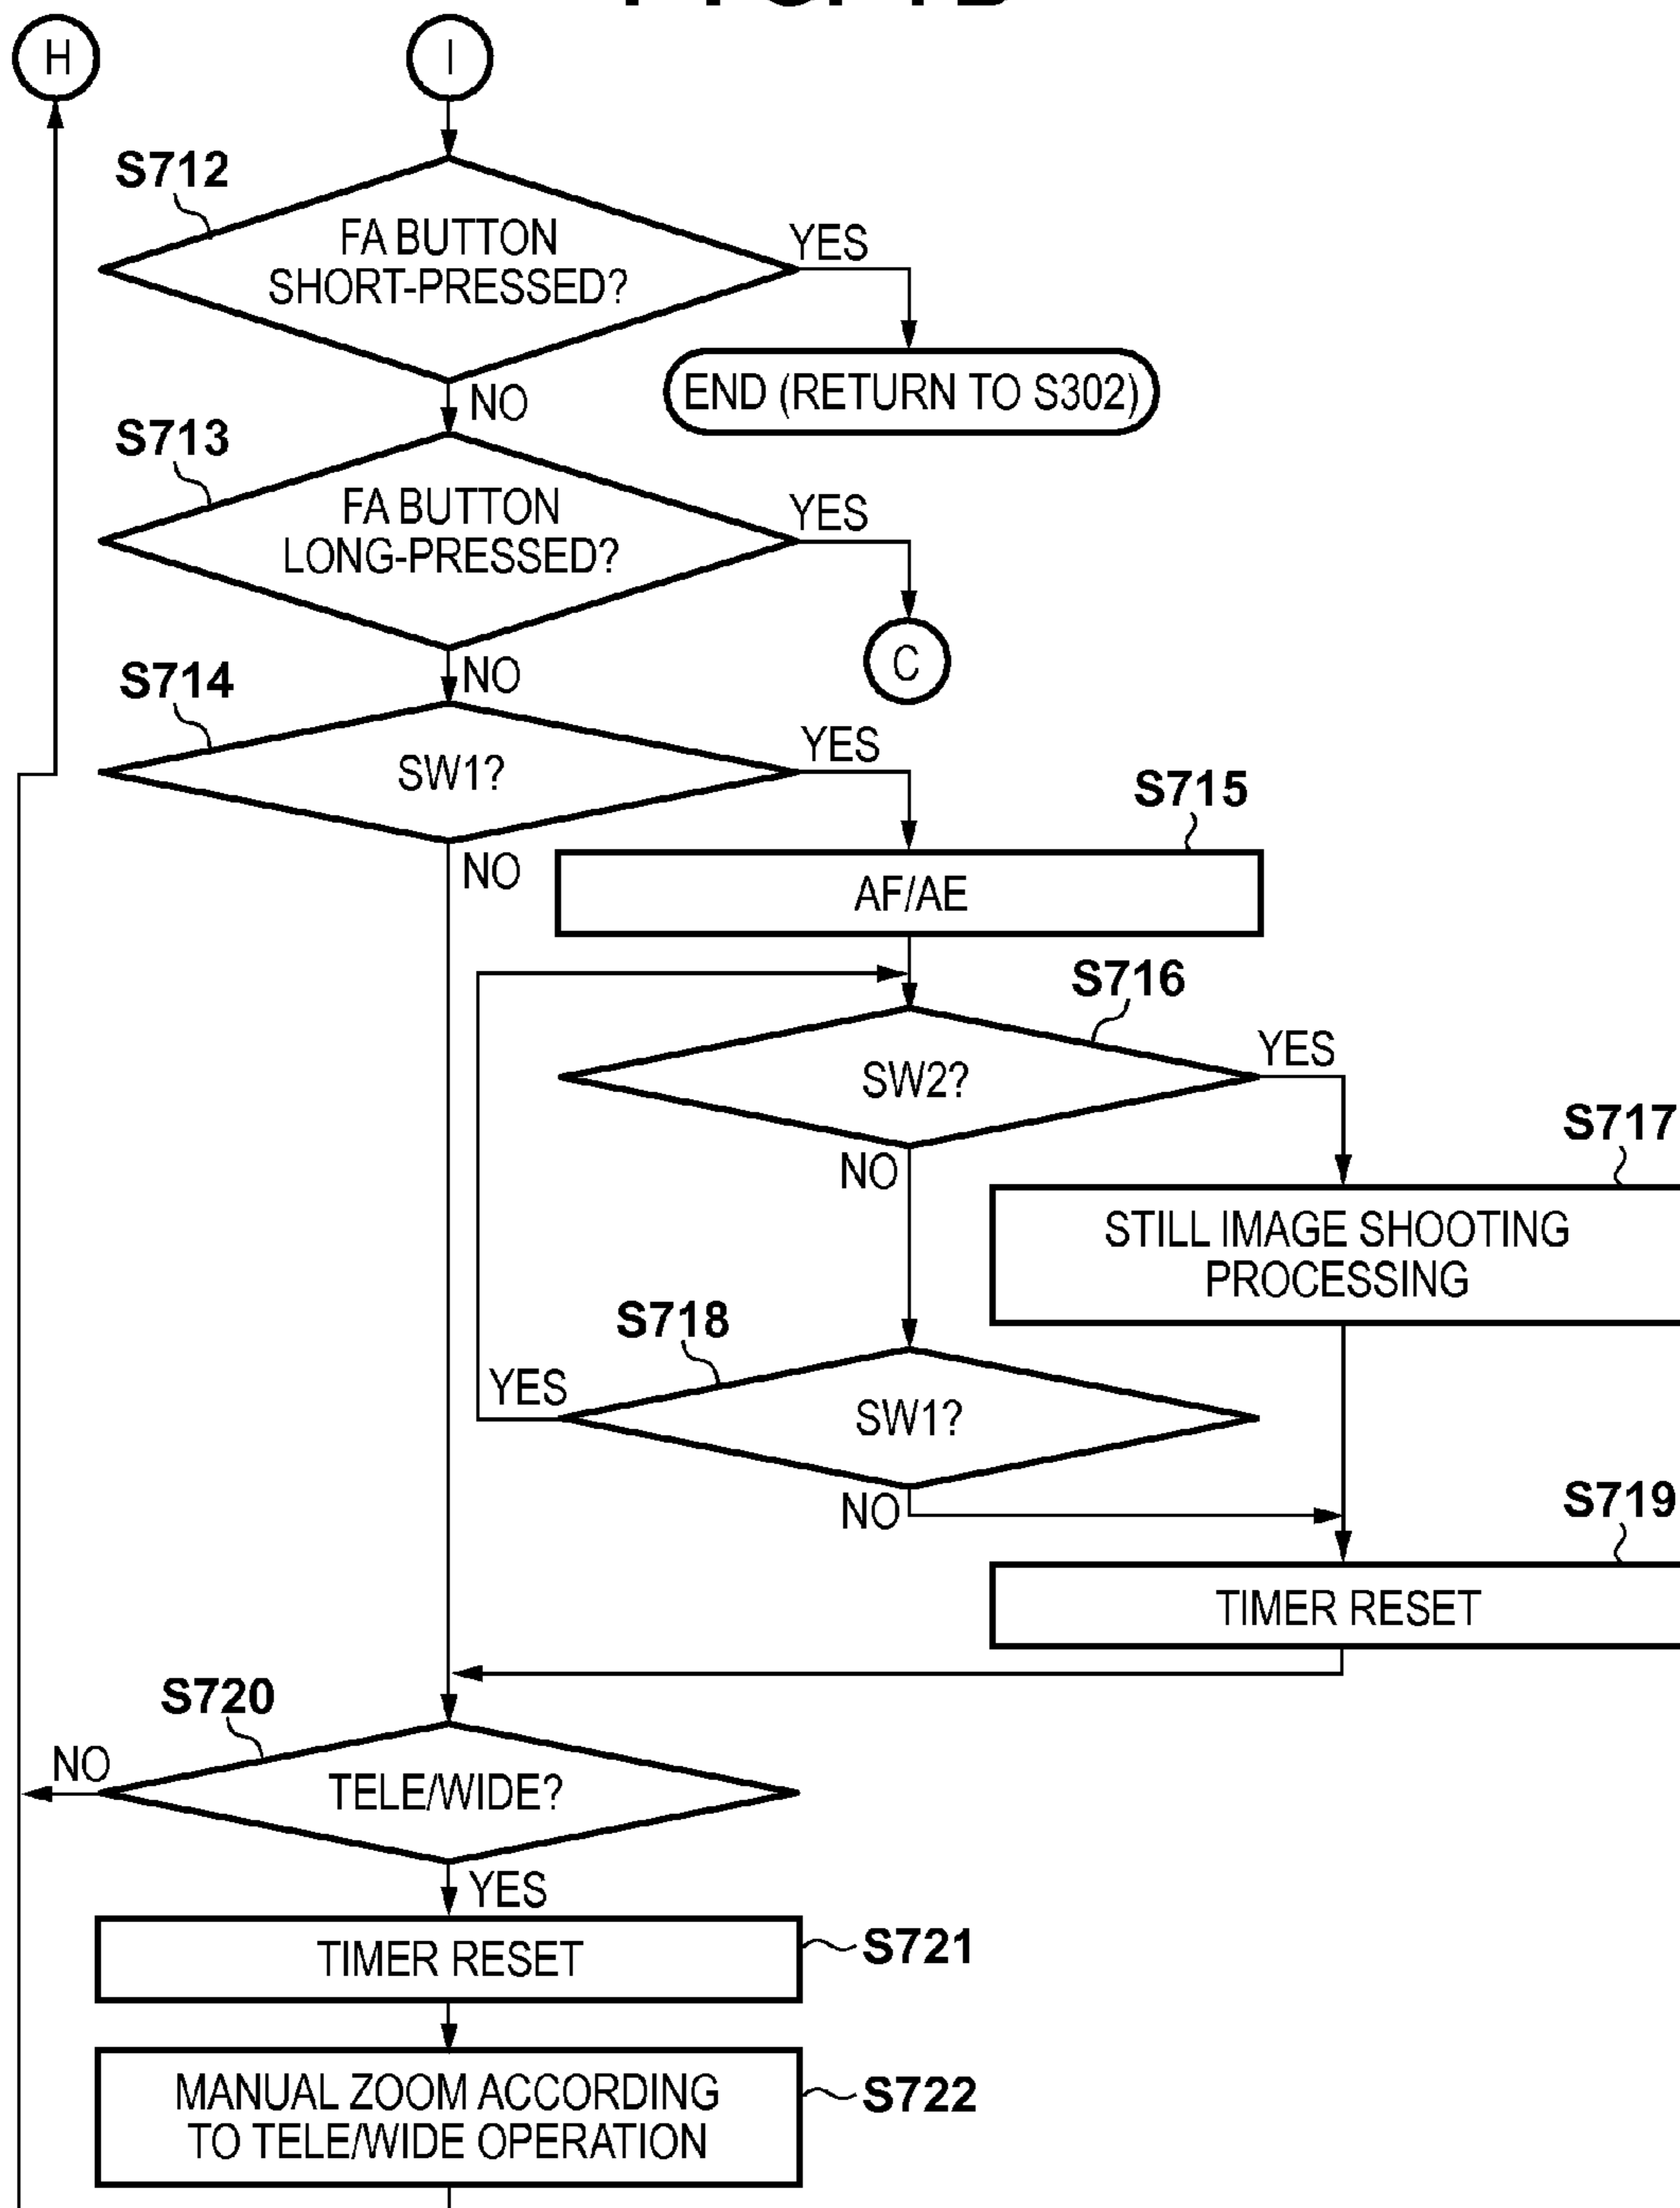 H
I
S712
FA BUTTON
SHORT-PRESSED?
YES
END (RETURN TO S302)
NO
S713
FA BUTTON
LONG-PRESSED?
YES
C
NO
S714
SW1?
YES
NO
S715
AF/AE
S716
SW2?
YES
NO
S717
STILL IMAGE SHOOTING
PROCESSING
S718
YES
SW1?
NO
S719
TIMER RESET
S720
NO
TELE/WIDE?
YES
TIMER RESET
S721
MANUAL ZOOM ACCORDING
TO TELE/WIDE OPERATION
S722